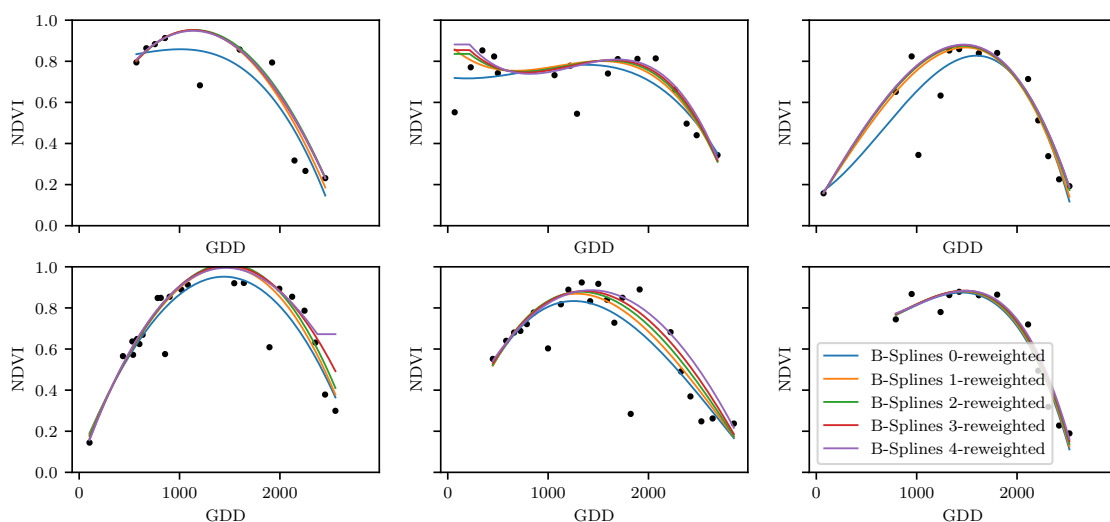 1.0
0.8
0.6
0.4
0.2
0.0
NDVI
GDD
NDVI
GDD
NDVI
GDD
1.0
0.8
0.6
0.4
0.2
0.0
NDVI
0 2000
GDD
NDVI
0 1000 2000
GDD
NDVI
0 1000 2000
GDD
B-Splines 0-reweighted
B-Splines 1-reweighted
B-Splines 2-reweighted
B-Splines 3-reweighted
B-Splines 4-reweighted